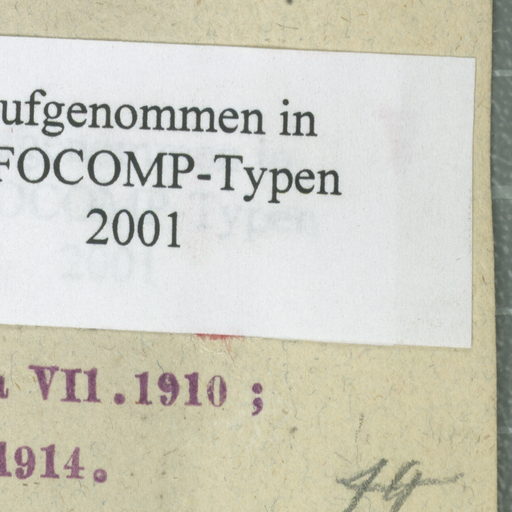 ufgenommen in
FOCOMP-Typen
2001
VII.1910 ;
1914.